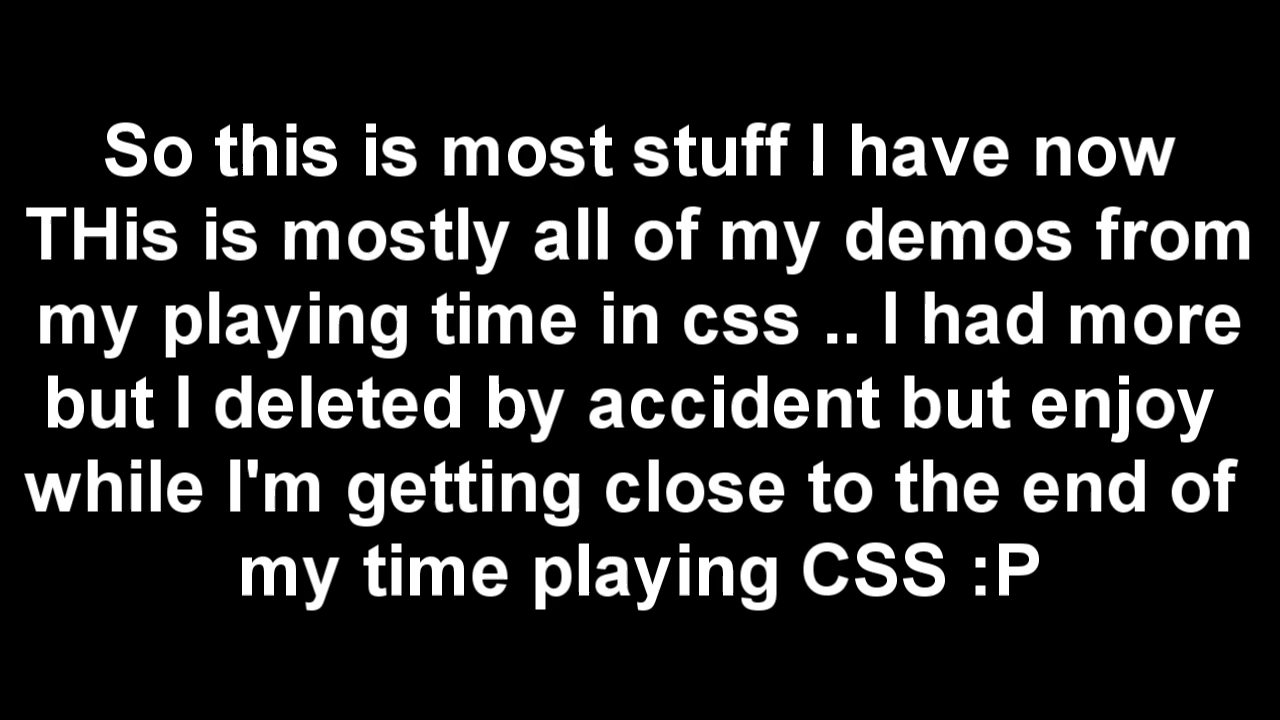 So this is most stuff I have now
THis is mostly all of my demos from
my playing time in css .. I had more
but I deleted by accident but enjoy
while I'm getting close to the end of
my time playing CSS :P